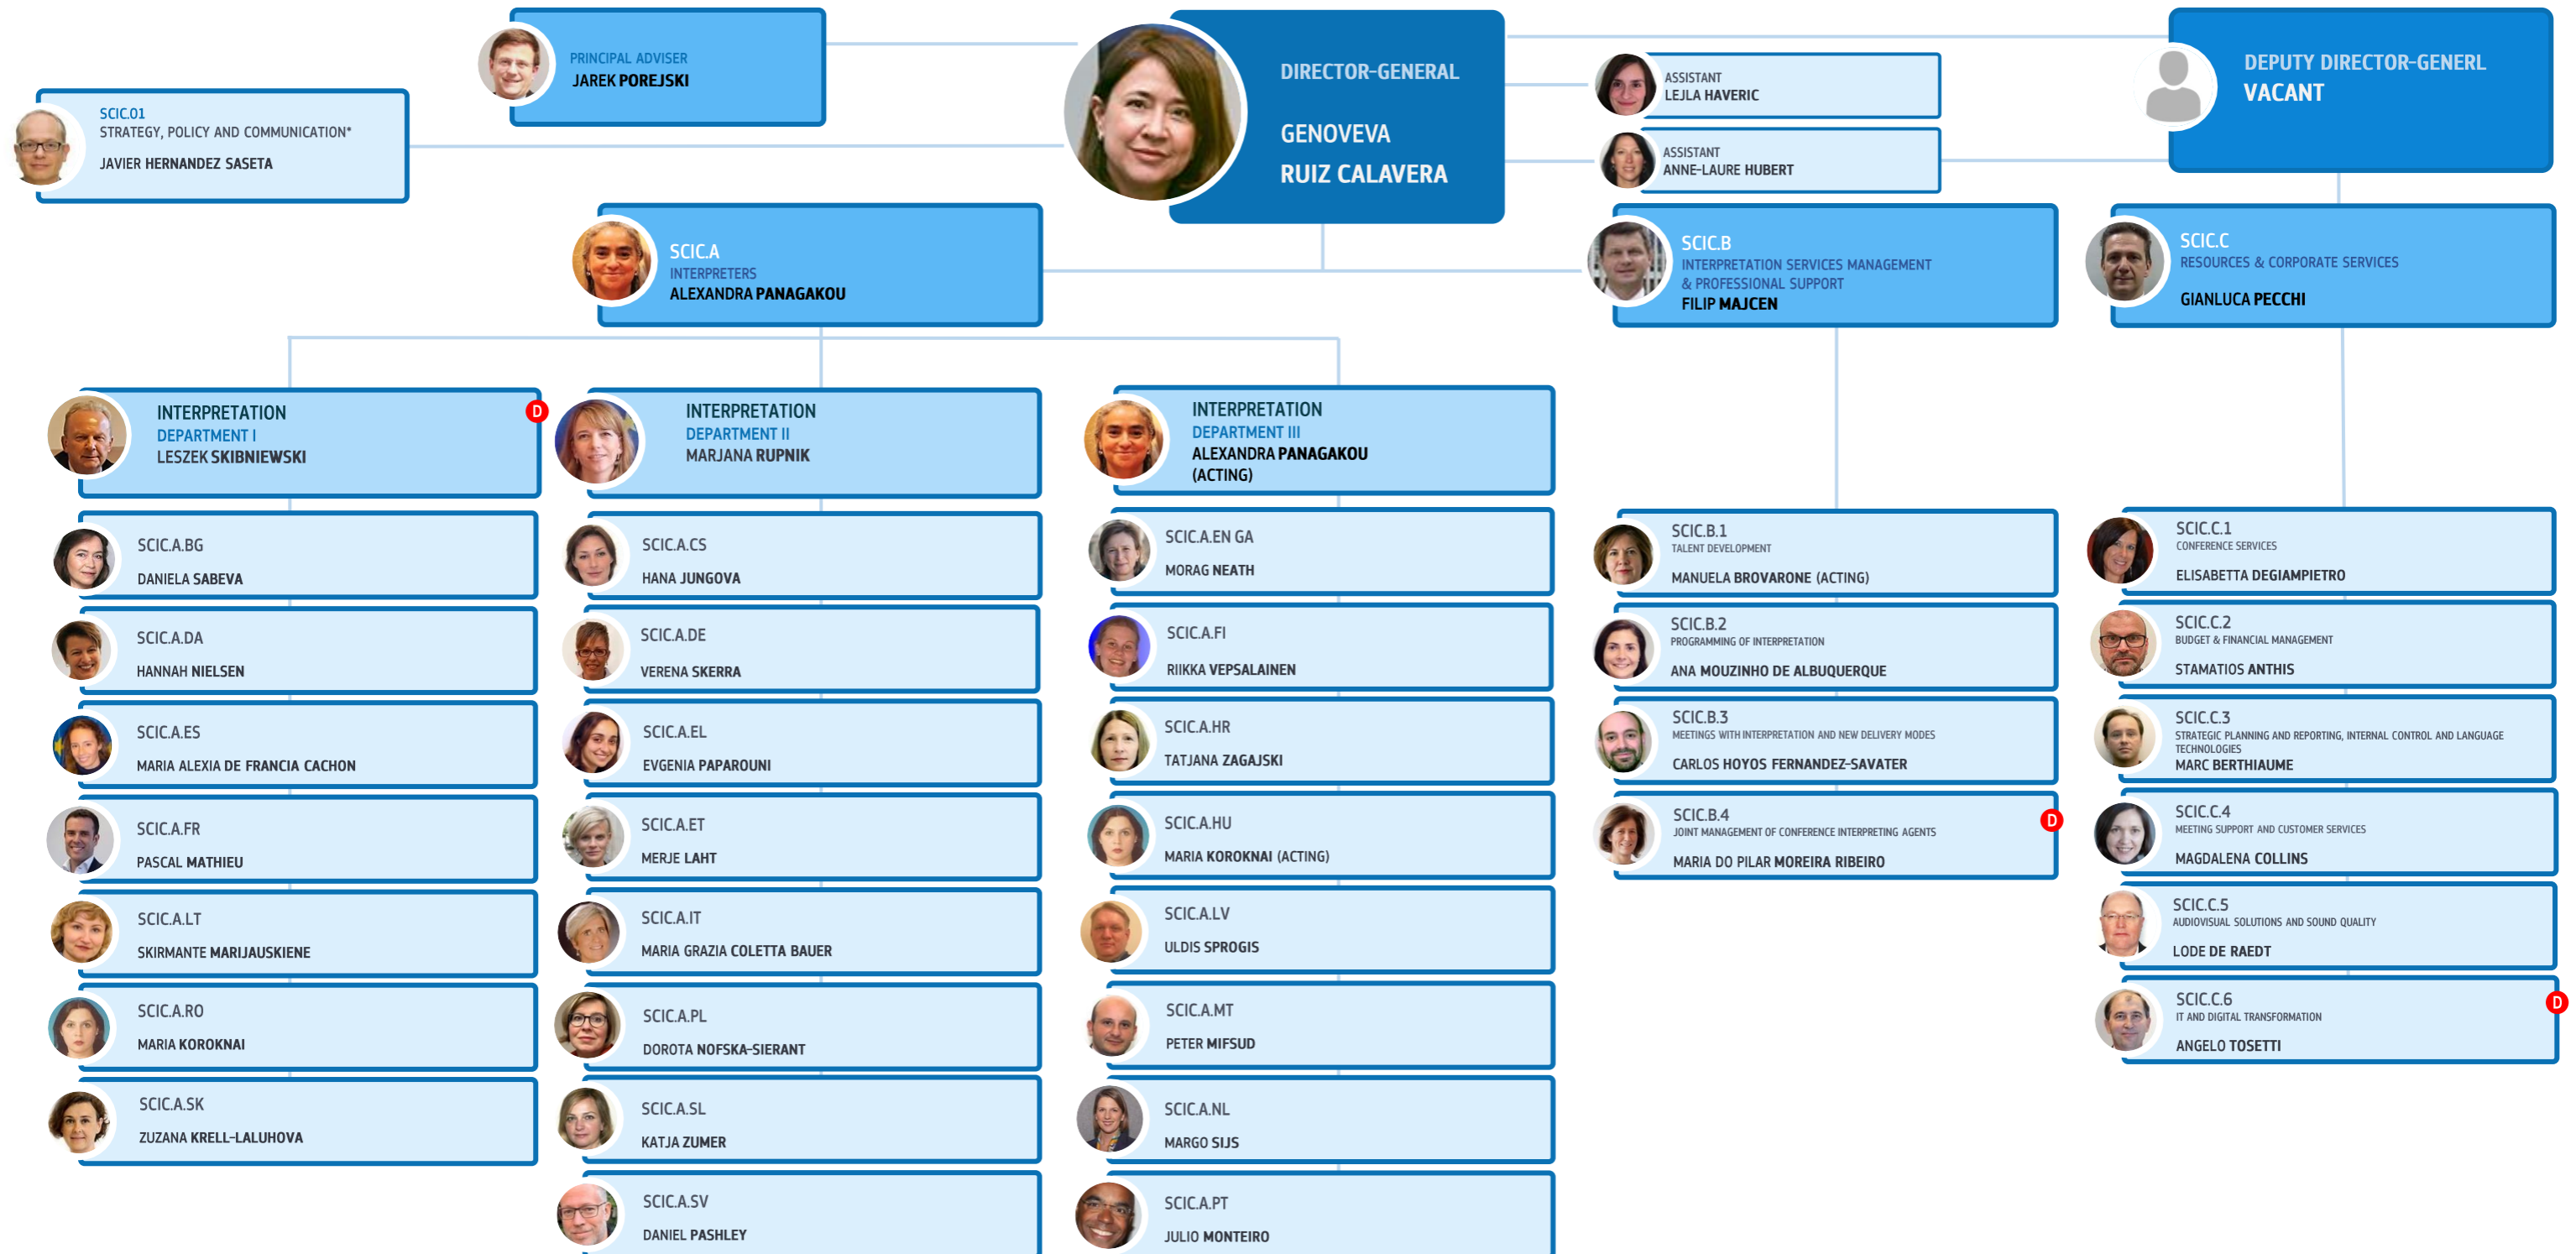 PRINCIPAL ADVISER
JAREK POREJSKI
SCIC.01
STRATEGY, POLICY AND COMMUNICATION*
JAVIER HERNANDEZ SASETA
DIRECTOR-GENERAL
GENOVEVA
RUIZ CALAVERA
ASSISTANT
LEJLA HAVERIC
ASSISTANT
ANNE-LAURE HUBERT
DEPUTY DIRECTOR-GENERL
VACANT
SCIC.A
INTERPRETERS
ALEXANDRA PANAGAKOU
SCIC.B
INTERPRETATION SERVICES MANAGEMENT
& PROFESSIONAL SUPPORT
FILIP MAJCEN
SCIC.C
RESOURCES & CORPORATE SERVICES
GIANLUCA PECCHI
INTERPRETATION
DEPARTMENT I
LESZEK SKIBNIEWSKI
D
SCIC.A.BG
DANIELA SABEVA
SCIC.A.DA
HANNAH NIELSEN
SCIC.A.ES
MARIA ALEXIA DE FRANCIA CACHON
SCIC.A.FR
PASCAL MATHIEU
SCIC.A.LT
SKIRMANTE MARIJAUSKIENE
SCIC.A.RO
MARIA KOROKNAI
SCIC.A.SK
ZUZANA KRELL-LALUHOVA
INTERPRETATION
DEPARTMENT II
MARJANA RUPNIK
SCIC.A.CS
HANA JUNGOVA
SCIC.A.DE
VERENA SKERRA
SCIC.A.EL
EVGENIA PAPAROUNI
SCIC.A.ET
MERJE LAHT
SCIC.A.IT
MARIA GRAZIA COLETTA BAUER
SCIC.A.PL
DOROTA NOFSKA-SIERANT
SCIC.A.SL
KATJA ZUMER
SCIC.A.SV
DANIEL PASHLEY
INTERPRETATION
DEPARTMENT III
ALEXANDRA PANAGAKOU
(ACTING)
SCIC.A.EN GA
MORAG NEATH
SCIC.A.FI
RIIKKA VEPSALAINEN
SCIC.A.HR
TATJANA ZAGAJSKI
SCIC.A.HU
MARIA KOROKNAI (ACTING)
SCIC.A.LV
ULDIS SPROGIS
SCIC.A.MT
PETER MIFSUD
SCIC.A.NL
MARGO SIJS
SCIC.A.PT
JULIO MONTEIRO
SCIC.B.1
TALENT DEVELOPMENT
MANUELA BROVARONE (ACTING)
SCIC.B.2
PROGRAMMING OF INTERPRETATION
ANA MOUZINHO DE ALBUQUERQUE
SCIC.B.3
MEETINGS WITH INTERPRETATION AND NEW DELIVERY MODES
CARLOS HOYOS FERNANDEZ-SAVATER
SCIC.B.4
JOINT MANAGEMENT OF CONFERENCE INTERPRETING AGENTS
MARIA DO PILAR MOREIRA RIBEIRO
D
SCIC.C.1
CONFERENCE SERVICES
ELISABETTA DEGIAMPIETRO
SCIC.C.2
BUDGET & FINANCIAL MANAGEMENT
STAMATIOS ANTHIS
SCIC.C.3
STRATEGIC PLANNING AND REPORTING, INTERNAL CONTROL AND LANGUAGE
TECHNOLOGIES
MARC BERTHIAUME
SCIC.C.4
MEETING SUPPORT AND CUSTOMER SERVICES
MAGDALENA COLLINS
SCIC.C.5
AUDIOVISUAL SOLUTIONS AND SOUND QUALITY
LODE DE RAEDT
SCIC.C.6
IT AND DIGITAL TRANSFORMATION
ANGELO TOSETTI
D